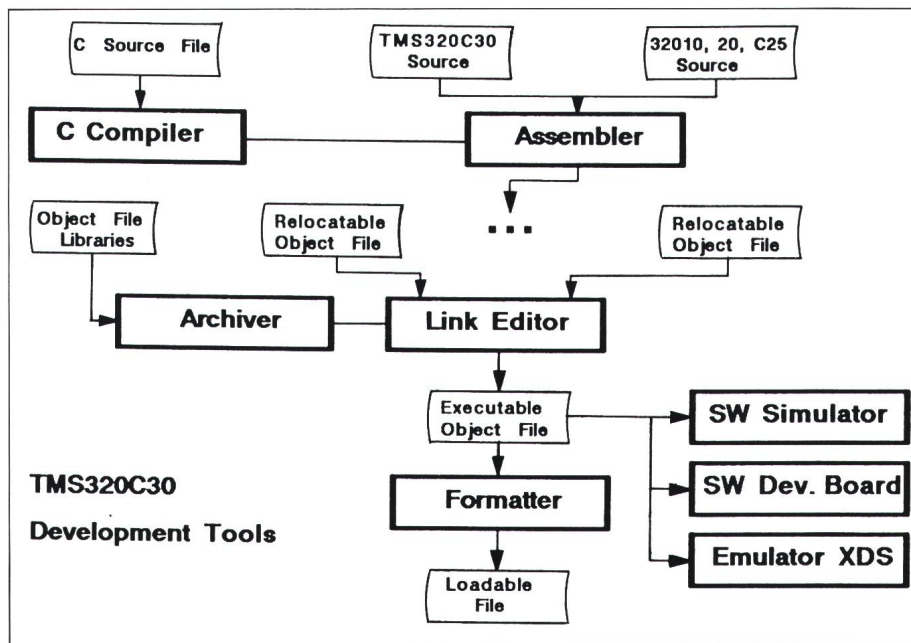 C Source File
TMS320C30
Source
32010, 20, C25
Source
C Compiler
Assembler
...
Object File
Libraries
Relocatable
Object File
Relocatable
Object File
Archiver
Link Editor
Executable
Object File
SW Simulator
TMS320C30
Development Tools
Formatter
SW Dev. Board
Emulator XDS
Loadable
File